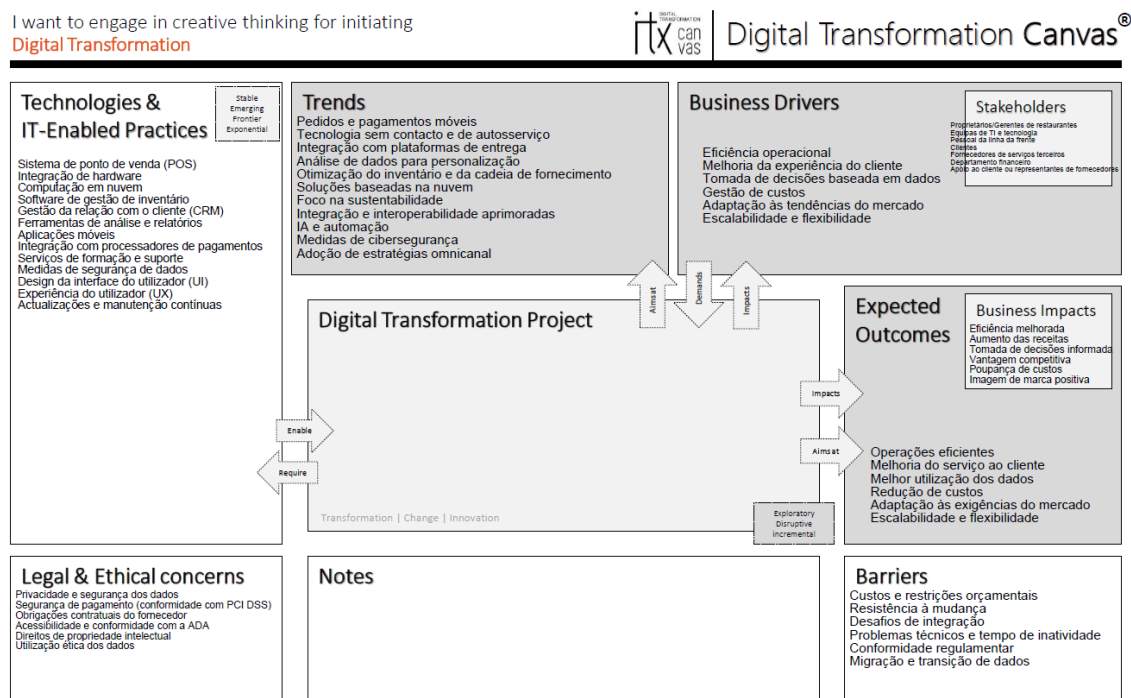 I want to engage in creative thinking for initiating
Digital Transformation
DIGITAL
TRANSFORMATION
itx can
vas
Digital Transformation Canvas®
Technologies &
IT-Enabled Practices
Stable
Emerging
Frontier
Exponential
Sistema de ponto de venda (POS)
Integração de hardware
Computação em nuvem
Software de gestão de inventário
Gestão da relação com o cliente (CRM)
Ferramentas de análise e relatórios
Aplicações móveis
Integração com processadores de pagamentos
Serviços de formação e suporte
Medidas de segurança de dados
Design da interface do utilizador (UI)
Experiência do utilizador (UX)
Actualizações e manutenção contínuas
Trends
Pedidos e pagamentos móveis
Tecnologia sem contacto e de autosserviço
Integração com plataformas de entrega
Análise de dados para personalização
Otimização do inventário e da cadeia de fornecimento
Soluções baseadas na nuvem
Foco na sustentabilidade
Integração e interoperabilidade aprimoradas
IA e automação
Medidas de cibersegurança
Adoção de estratégias omnicanal
Business Drivers
Eficiência operacional
Melhoria da experiência do cliente
Tomada de decisões baseada em dados
Gestão de custos
Adaptação às tendências do mercado
Escalabilidade e flexibilidade
Stakeholders
Proprietários/Gerentes de restaurantes
Equipas de TI e tecnologia
Pessoal da linha da frente
Clientes
Fornecedores de serviços terceiros
Departamento financeiro
Apoio ao cliente ou representantes de fornecedores
Aims at
Demands
Impacts
Digital Transformation Project
Enable
Require
Impacts
Aims at
Transformation | Change | Innovation
Exploratory
Disruptive
incremental
Expected
Outcomes
Business Impacts
Eficiência melhorada
Aumento das receitas
Tomada de decisões informada
Vantagem competitiva
Poupança de custos
Imagem de marca positiva
Operações eficientes
Melhoria do serviço ao cliente
Melhor utilização dos dados
Redução de custos
Adaptação às exigências do mercado
Escalabilidade e flexibilidade
Legal & Ethical concerns
Privacidade e segurança dos dados
Segurança de pagamento (conformidade com PCI DSS)
Obrigações contratuais do fornecedor
Acessibilidade e conformidade com a ADA
Direitos de propriedade intelectual
Utilização ética dos dados
Notes
Barriers
Custos e restrições orçamentais
Resistência à mudança
Desafios de integração
Problemas técnicos e tempo de inatividade
Conformidade regulamentar
Migração e transição de dados